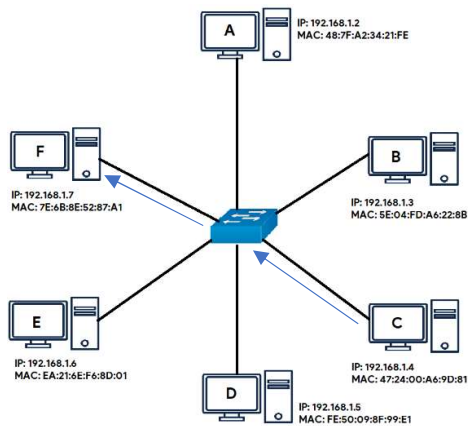 A
IP: 192.168.1.2
MAC: 48:7F:A2:34:21:FE
F
IP: 192.168.1.7
MAC: 7E:6B:8E:52:87:A1
B
IP: 192.168.1.3
MAC: 5E:04:FD:A6:22:8B
E
IP: 192.168.1.6
MAC: EA:21:6E:F6:8D:01
C
IP: 192.168.1.4
MAC: 47:24:00:A6:9D:81
D
IP: 192.168.1.5
MAC: FE:50:09:8F:99:E1